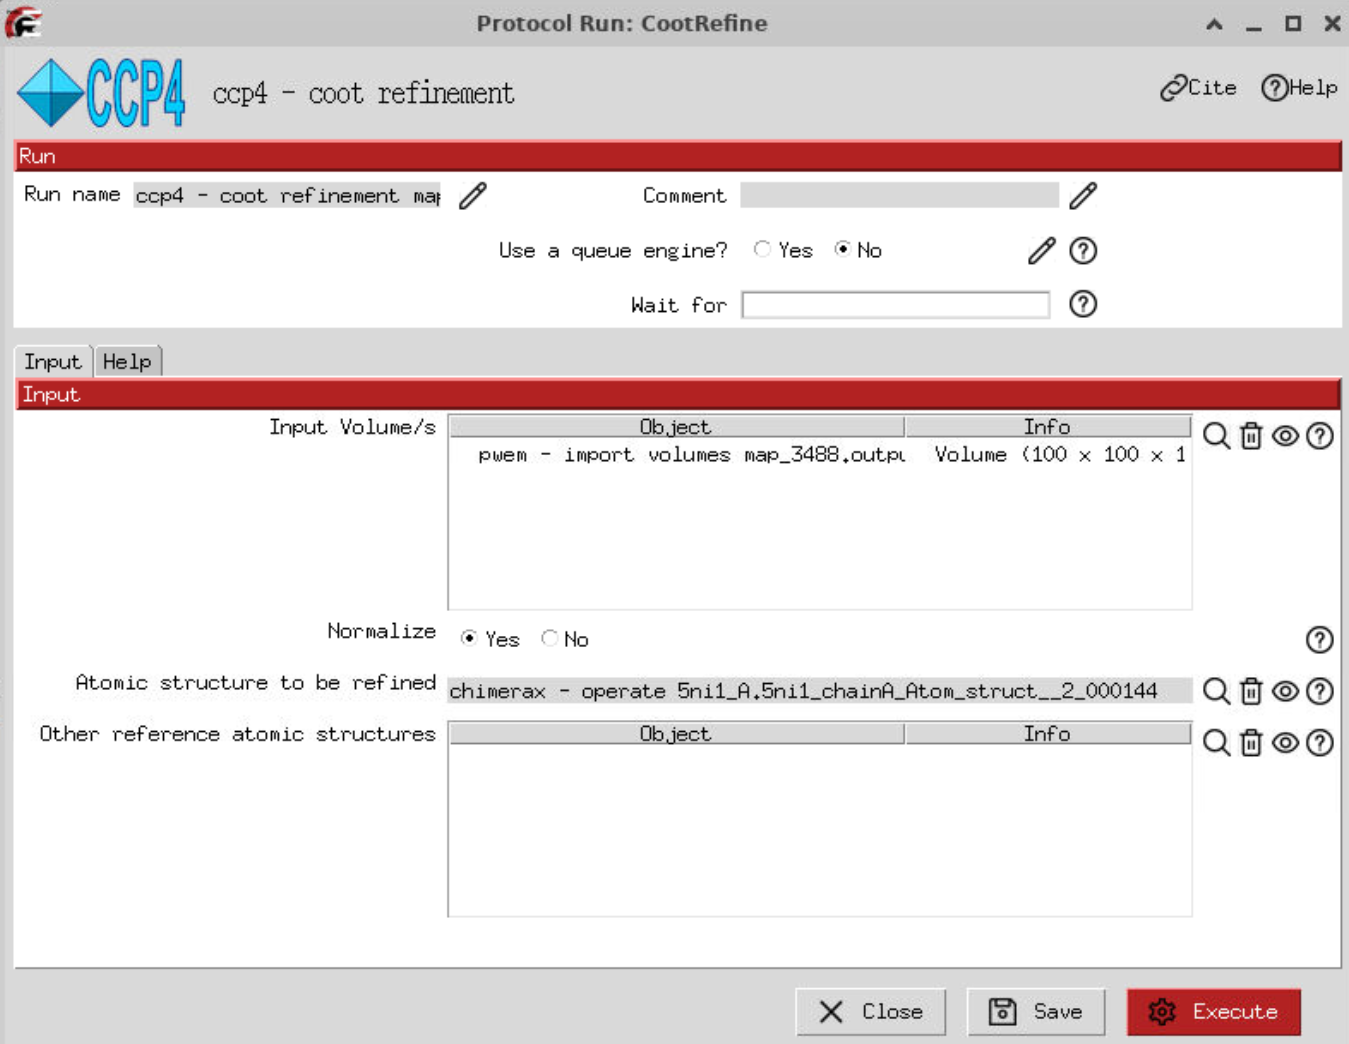 Protocol Run: CootRefine
CCP4 ccp4 - coot refinement Cite Help
Run
Run name ccp4 - coot refinement map Comment
Use a queue engine? Yes No
Wait for
Input Help
Input
Input Volume/s Object Info
pwem - import volumes map_3488.outpu Volume (100 x 100 x 1
Normalize Yes No
Atomic structure to be refined chimerax - operate 5ni1_A.5ni1_chainA_Atom_struct__2_000144
Other reference atomic structures Object Info
Close Save Execute